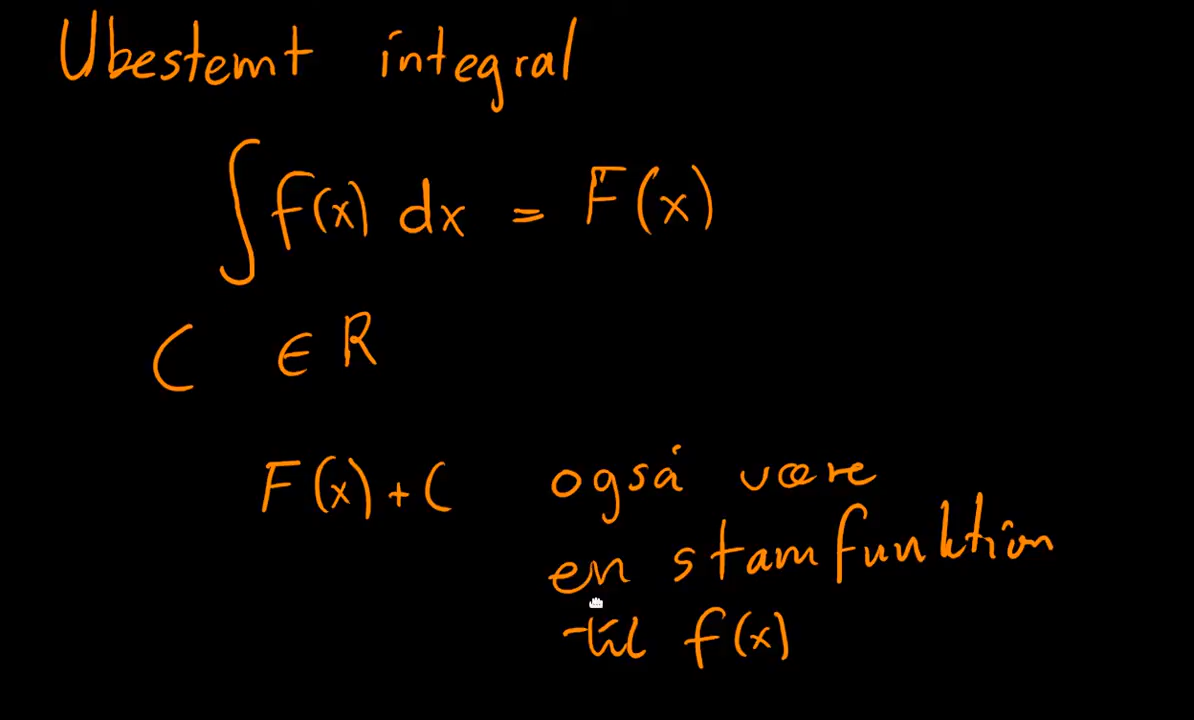 Ubestemt integral
∫ f(x) dx = F(x)
C ∈ R
F(x) + C også være
en stamfunktion
til f(x)